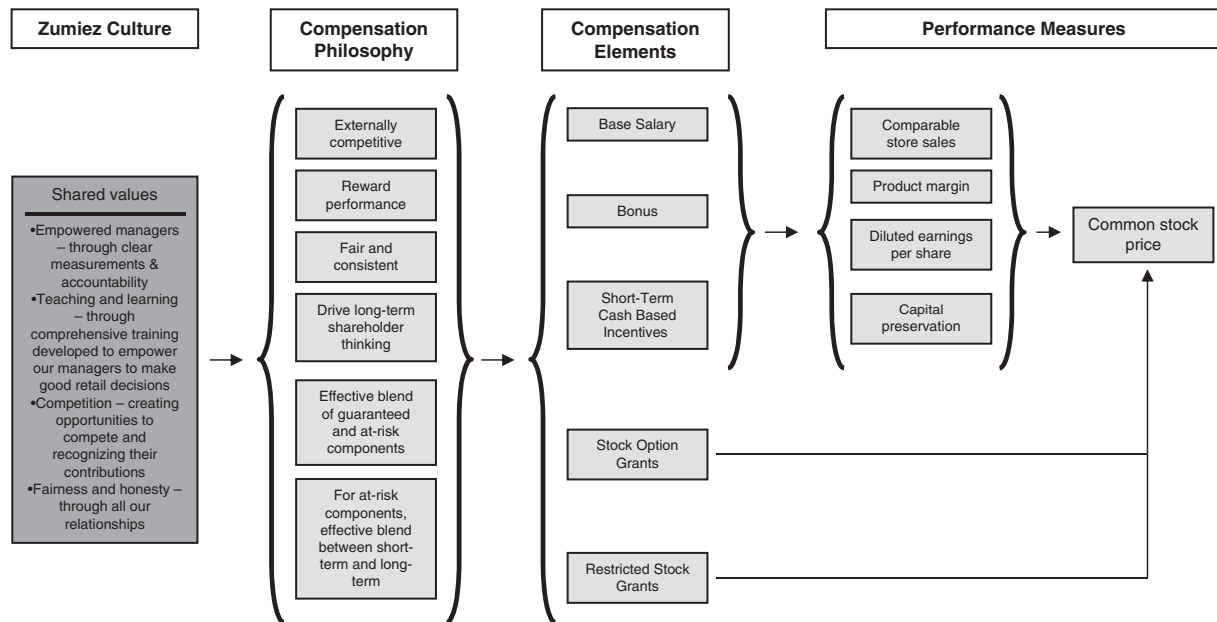 Zumiez Culture
Compensation
Philosophy
Compensation
Elements
Performance Measures
Shared values
•Empowered managers
– through clear
measurements &
accountability
•Teaching and learning
– through
comprehensive training
developed to empower
our managers to make
good retail decisions
•Competition – creating
opportunities to
compete and
recognizing their
contributions
•Fairness and honesty –
through all our
relationships
Externally
competitive
Reward
performance
Fair and
consistent
Drive long-term
shareholder
thinking
Effective blend
of guaranteed
and at-risk
components
For at-risk
components,
effective blend
between short-
term and long-
term
Base Salary
Bonus
Short-Term
Cash Based
Incentives
Stock Option
Grants
Restricted Stock
Grants
Comparable
store sales
Product margin
Diluted earnings
per share
Capital
preservation
Common stock
price